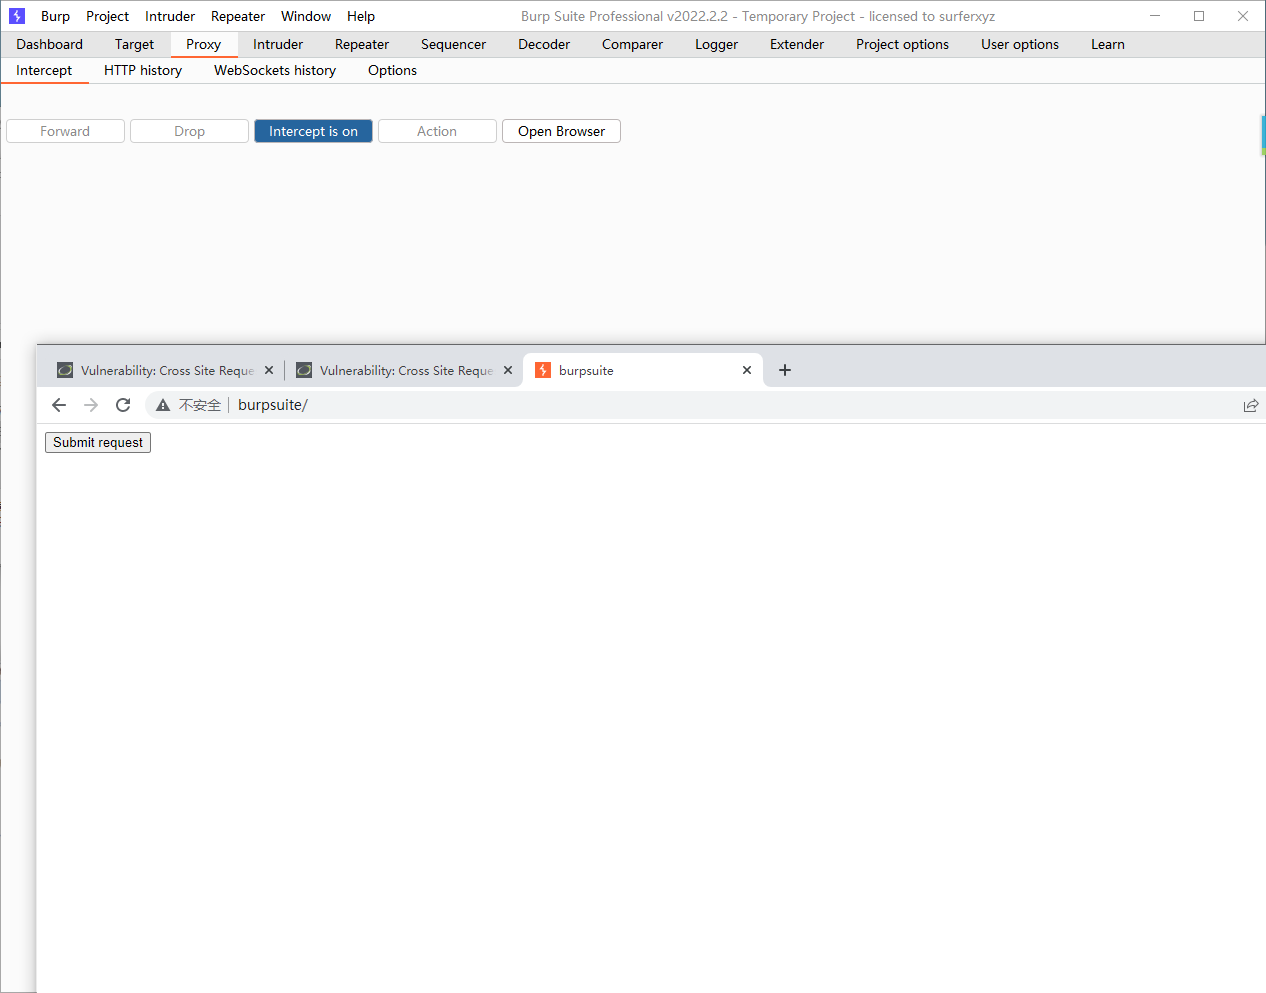 Burp Project Intruder Repeater Window Help Burp Suite Professional v2022.2.2 - Temporary Project - licensed to surferxyz
Dashboard Target Proxy Intruder Repeater Sequencer Decoder Comparer Logger Extender Project options User options Learn
Intercept HTTP history WebSockets history Options
Forward Drop Intercept is on Action Open Browser
Vulnerability: Cross Site Reque Vulnerability: Cross Site Reque burpsuite
不安全 burpsuite/
Submit request